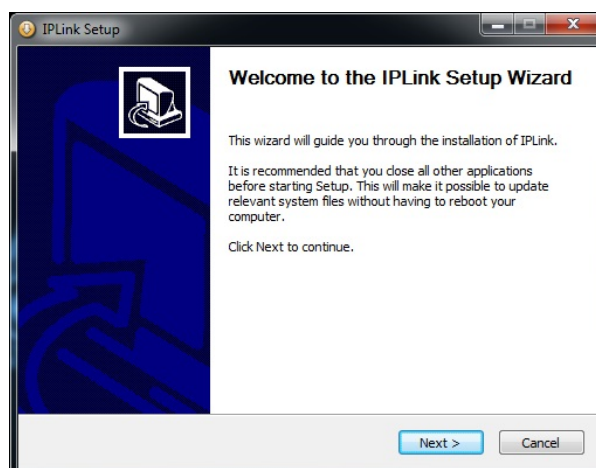 IPLink Setup
Welcome to the IPLink Setup Wizard
This wizard will guide you through the installation of IPLink.
It is recommended that you close all other applications
before starting Setup. This will make it possible to update
relevant system files without having to reboot your
computer.
Click Next to continue.
Next >
Cancel